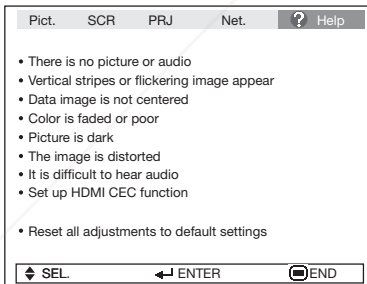 Pict. SCR PRJ Net. ? Help
• There is no picture or audio
• Vertical stripes or flickering image appear
• Data image is not centered
• Color is faded or poor
• Picture is dark
• The image is distorted
• It is difficult to hear audio
• Set up HDMI CEC function
• Reset all adjustments to default settings
SEL. ENTER END